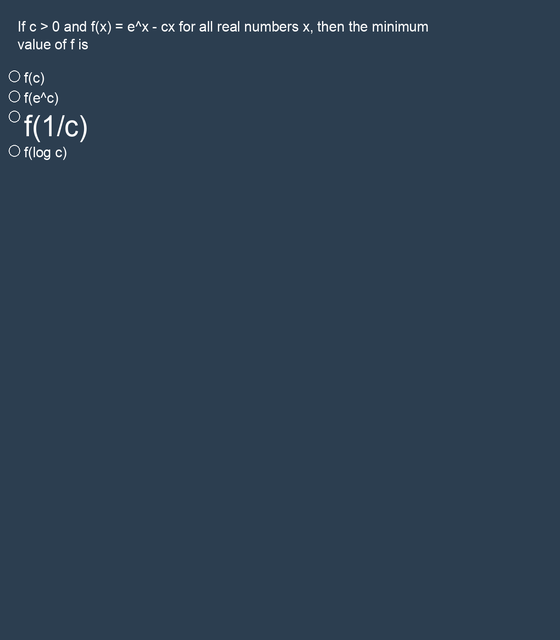 If c > 0 and f(x) = e^x - cx for all real numbers x, then the minimum
value of f is
f(c)
f(e^c)
f(1/c)
f(log c)